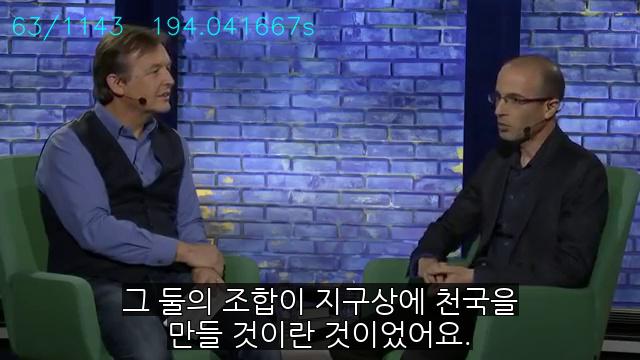 63/1143 194.041667s
그 둘의 조합이 지구상에 천국을
만들 것이란 것이었어요.